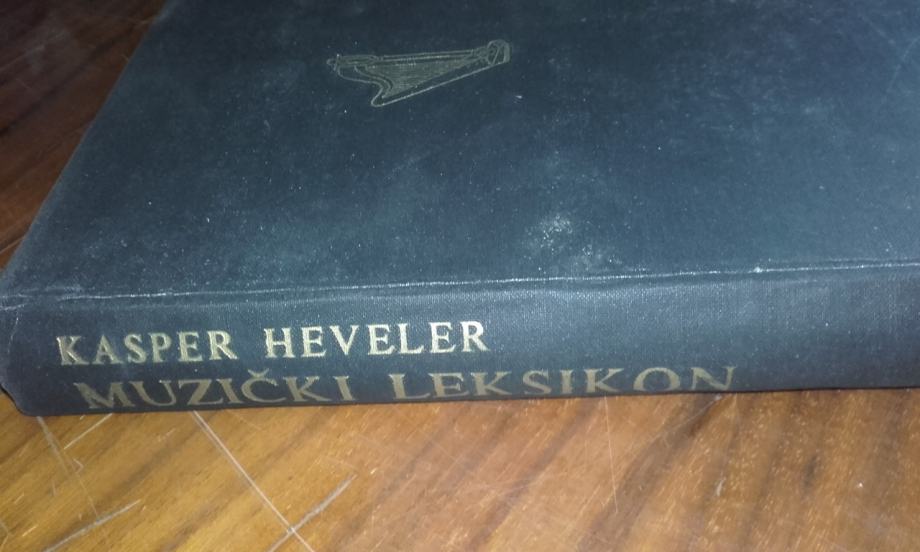 KASPER HEVELER
MUZIČKI LEKSIKON